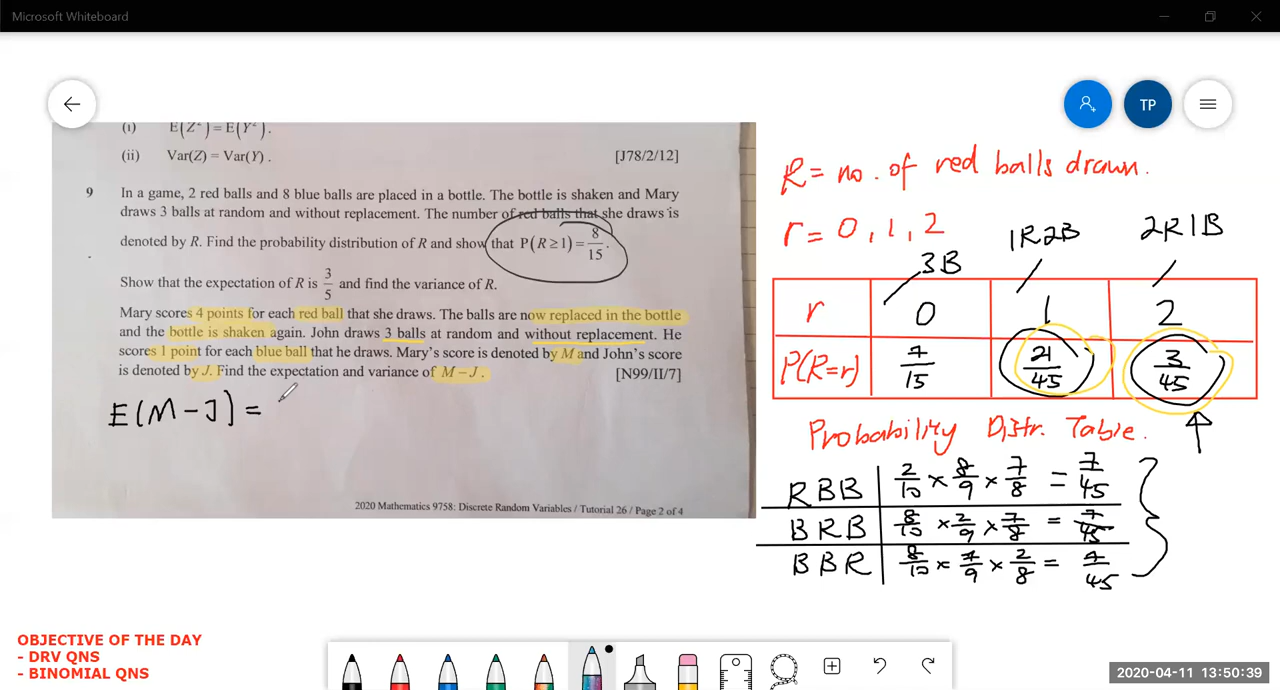 Microsoft Whiteboard
TP
(i) E(Z²) = E(Y²).
(ii) Var(Z) = Var(Y). [J78/2/12]
9 In a game, 2 red balls and 8 blue balls are placed in a bottle. The bottle is shaken and Mary
draws 3 balls at random and without replacement. The number of red balls that she draws is
denoted by R. Find the probability distribution of R and show that P(R ≥ 1) = 8/15.
Show that the expectation of R is 3/5 and find the variance of R.
Mary scores 4 points for each red ball that she draws. The balls are now replaced in the bottle
and the bottle is shaken again. John draws 3 balls at random and without replacement. He
scores 1 point for each blue ball that he draws. Mary's score is denoted by M and John's score
is denoted by J. Find the expectation and variance of M – J. [N99/II/7]
E(M – J) =
2020 Mathematics 9758: Discrete Random Variables / Tutorial 26 / Page 2 of 4
R = no. of red balls drawn.
r = 0, 1, 2
3B 1R2B 2R1B
r 0 1 2
P(R=r) 7/15 21/45 3/45
Probability Distr. Table.
RBB 2/10 × 8/9 × 7/8 = 7/45
BRB 8/10 × 2/9 × 7/8 = 7/45
BBR 8/10 × 7/9 × 2/8 = 7/45
OBJECTIVE OF THE DAY
- DRV QNS
- BINOMIAL QNS
2020-04-11 13:50:39